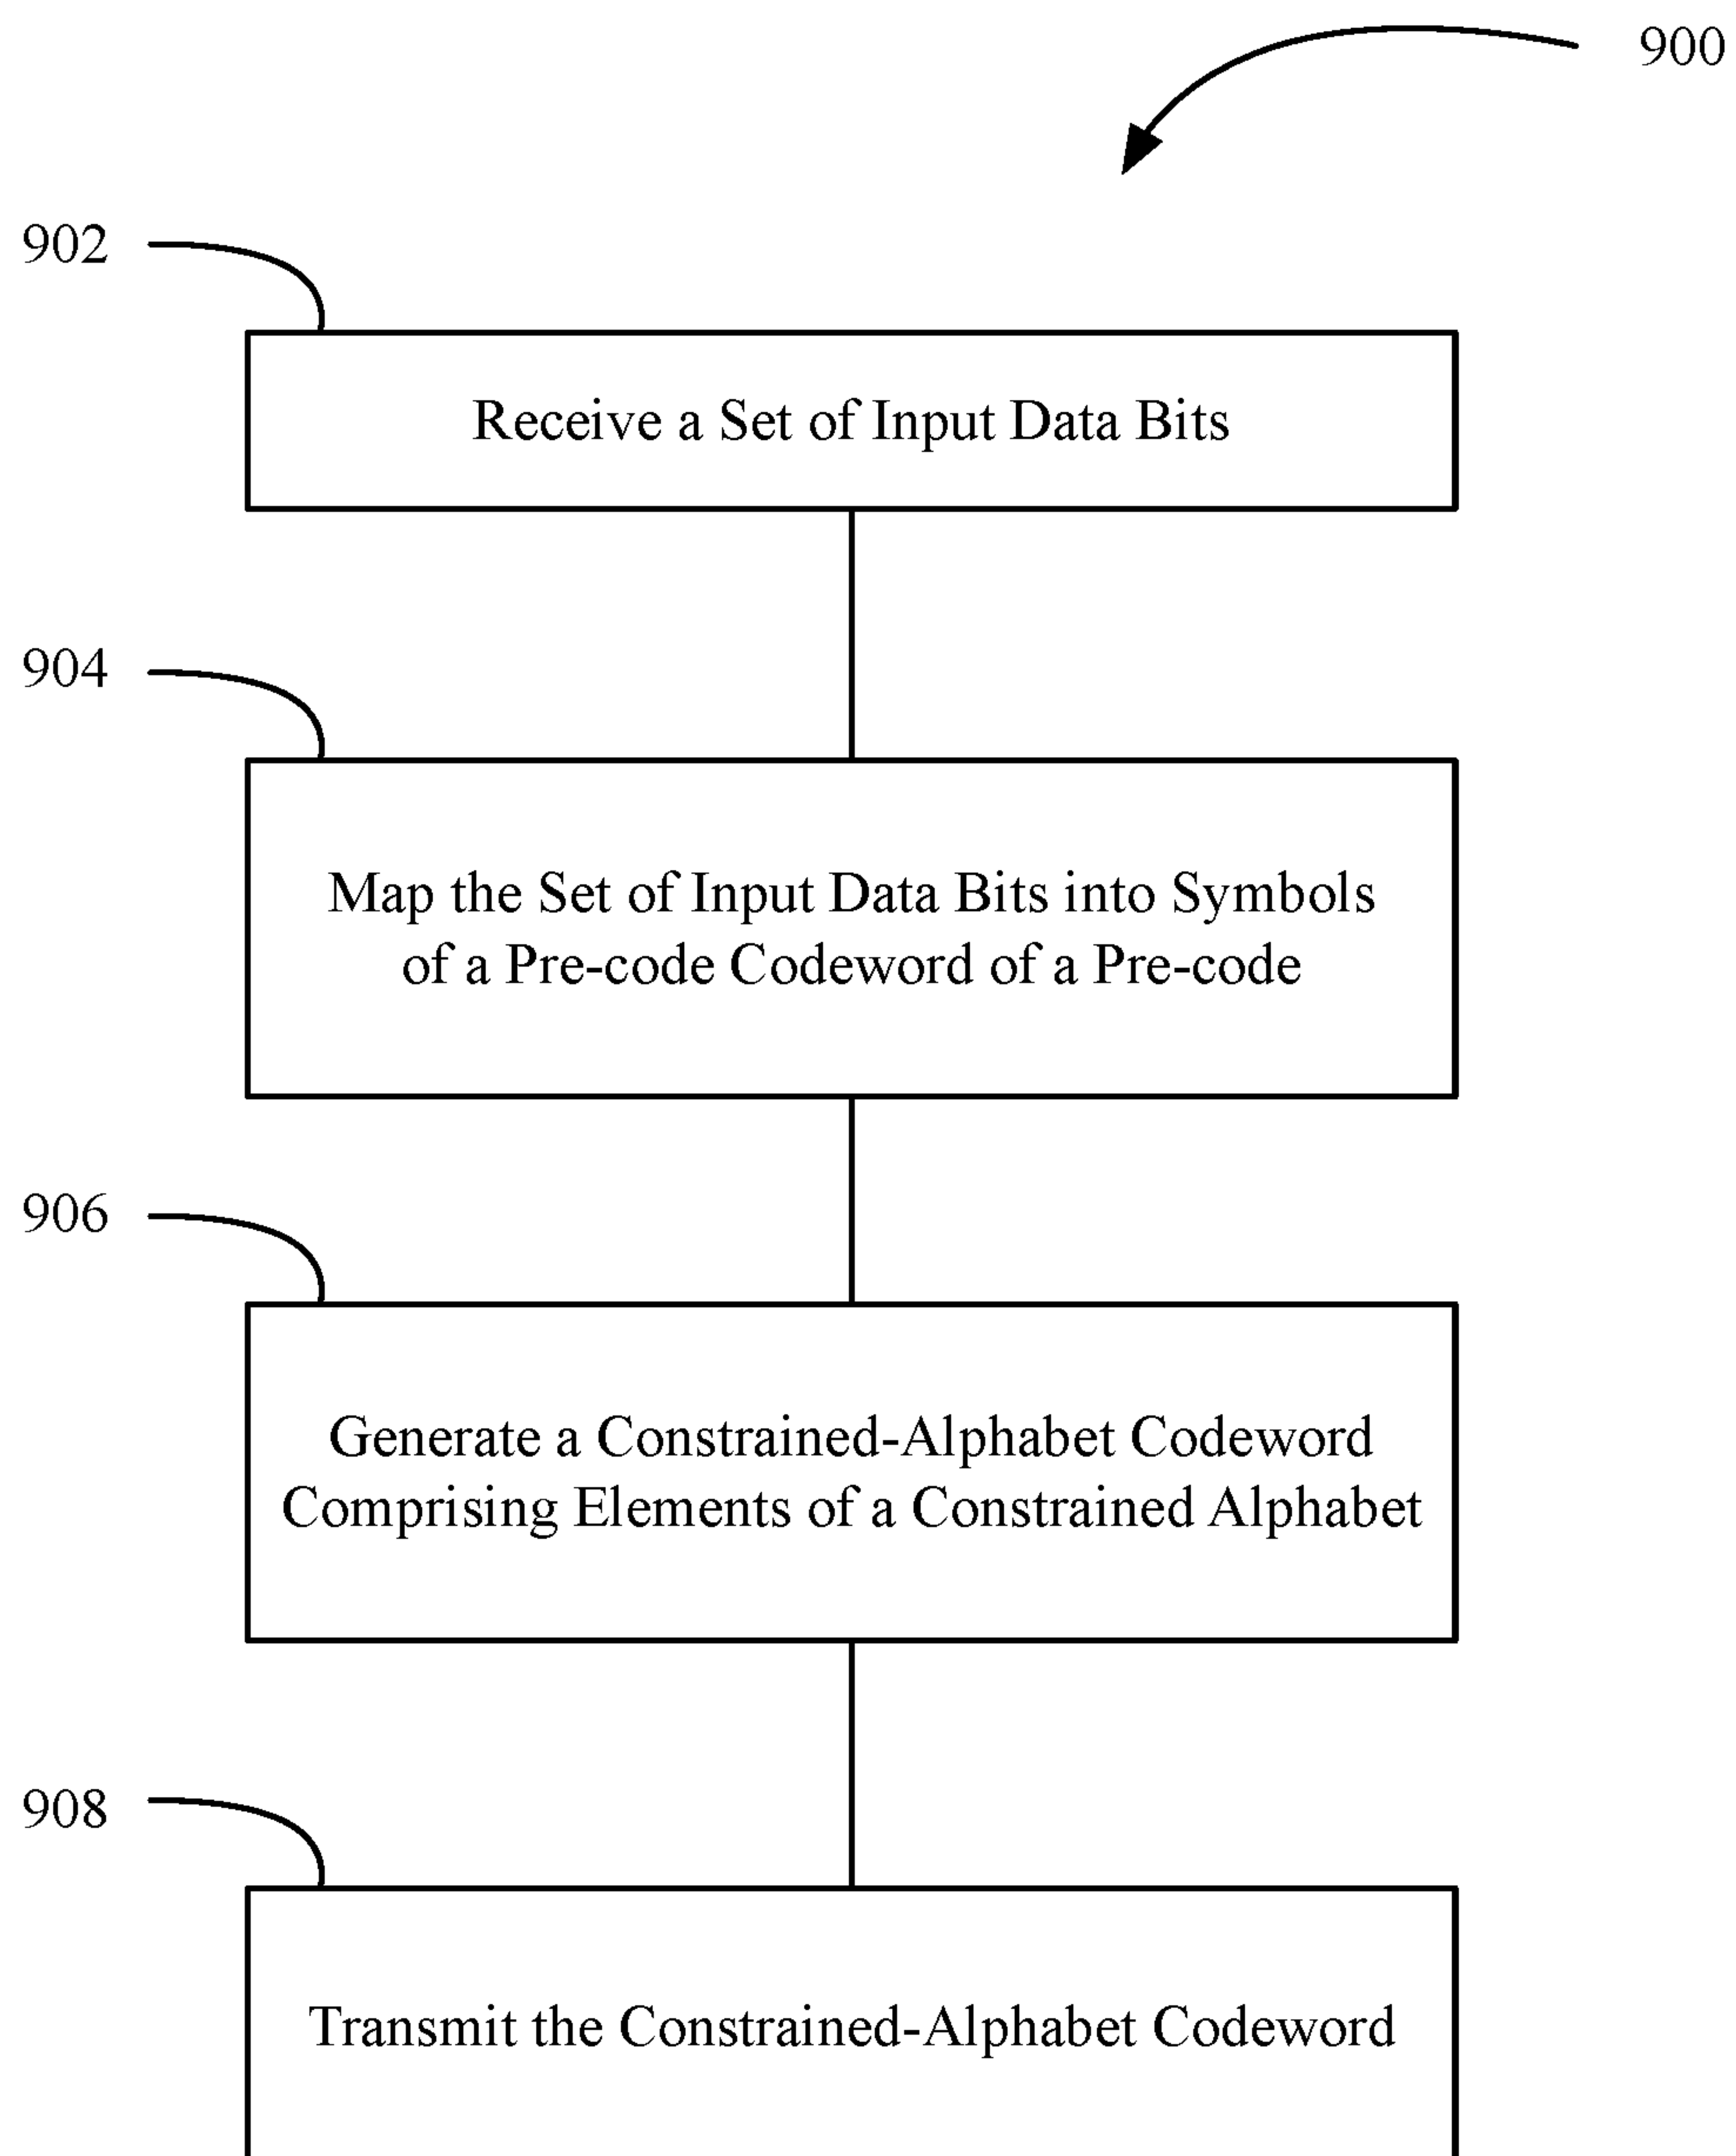 900
902
Receive a Set of Input Data Bits
904
Map the Set of Input Data Bits into Symbols
of a Pre-code Codeword of a Pre-code
906
Generate a Constrained-Alphabet Codeword
Comprising Elements of a Constrained Alphabet
908
Transmit the Constrained-Alphabet Codeword